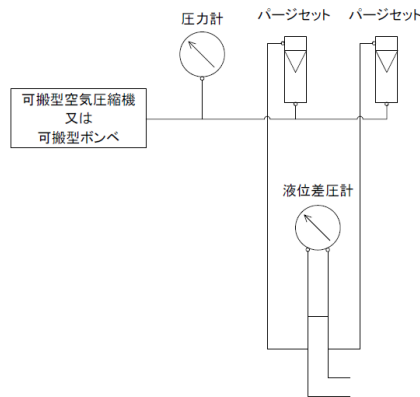 圧力計
パージセット
パージセット
可搬型空気圧縮機
又は
可搬型ボンベ
液位差圧計